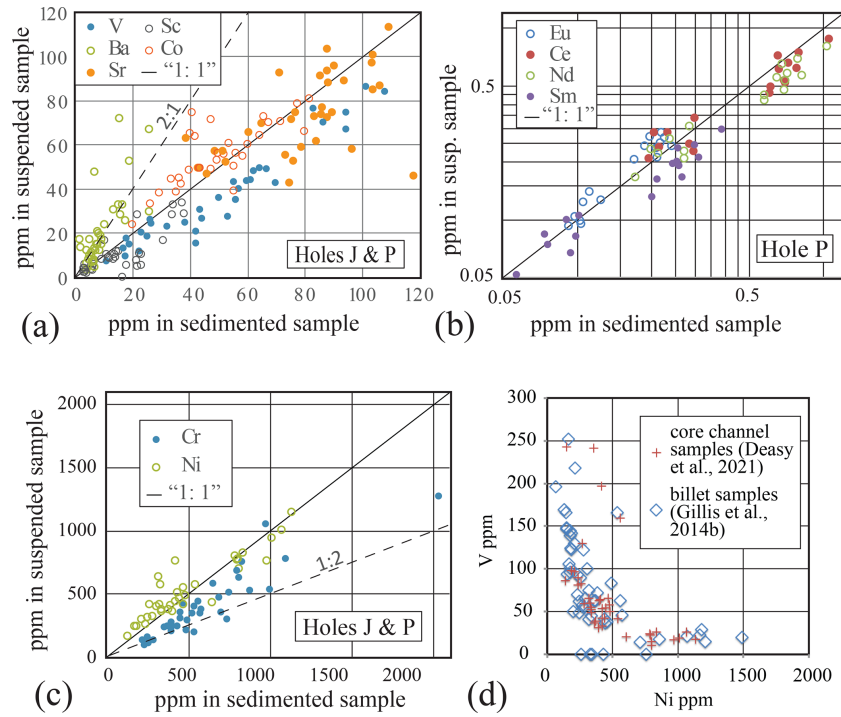 120
100
80
60
40
20
0
ppm in suspended sample
V
Sc
Ba
Co
Sr
“1: 1”
2:1
Holes J & P
0
20
40
60
80
100
120
ppm in sedimented sample
(a)
0.5
0.05
ppm in susp. sample
Eu
Ce
Nd
Sm
“1: 1”
Hole P
0.05
0.5
ppm in sedimented sample
(b)
2000
1500
1000
500
0
ppm in suspended sample
Cr
Ni
“1: 1”
1:2
Holes J & P
0
500
1000
1500
2000
ppm in sedimented sample
(c)
300
250
200
150
100
50
0
V ppm
core channel
samples (Deasy
et al., 2021)
billet samples
(Gillis et al.,
2014b)
0
500
1000
1500
2000
Ni ppm
(d)